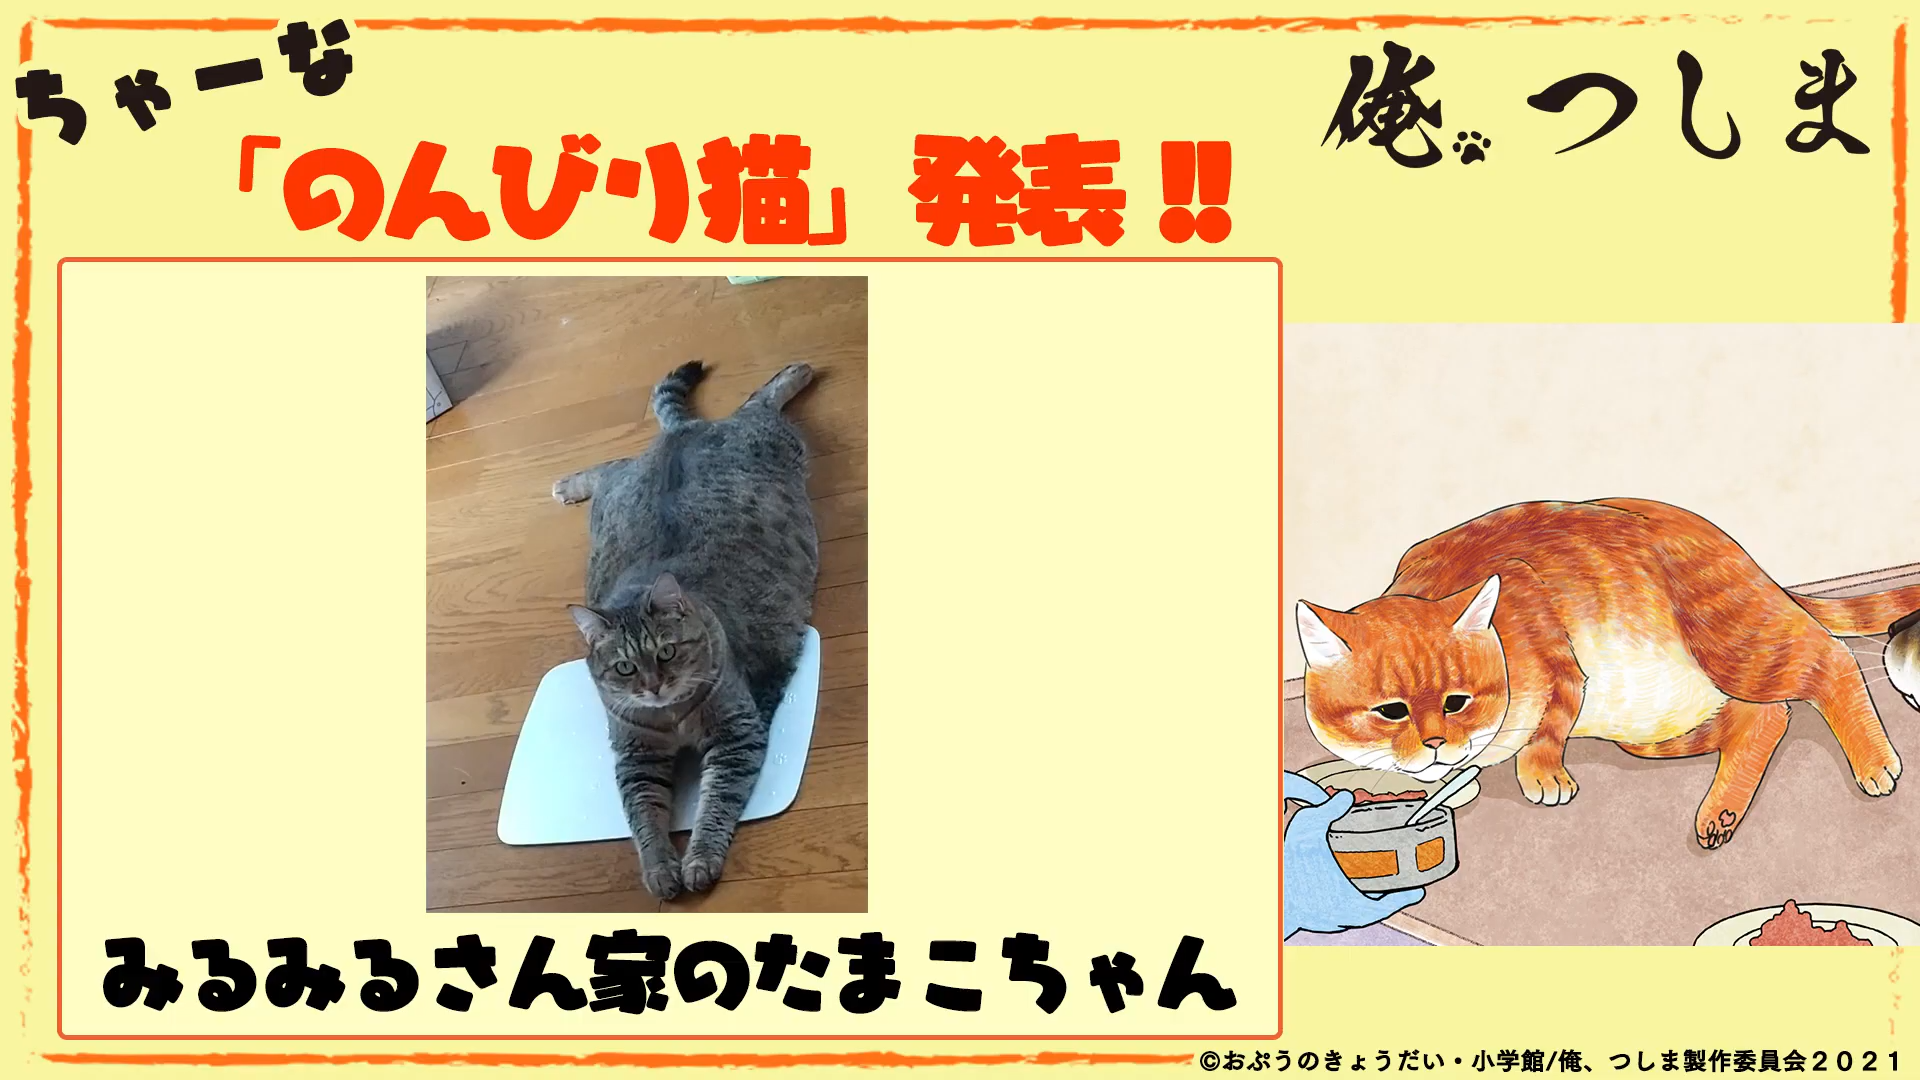 ちゃーな
俺、つしま
「のんびり猫」発表!!
みるみるさん家のたまこちゃん
©おぷうのきょうだい・小学館/俺、つしま製作委員会2021